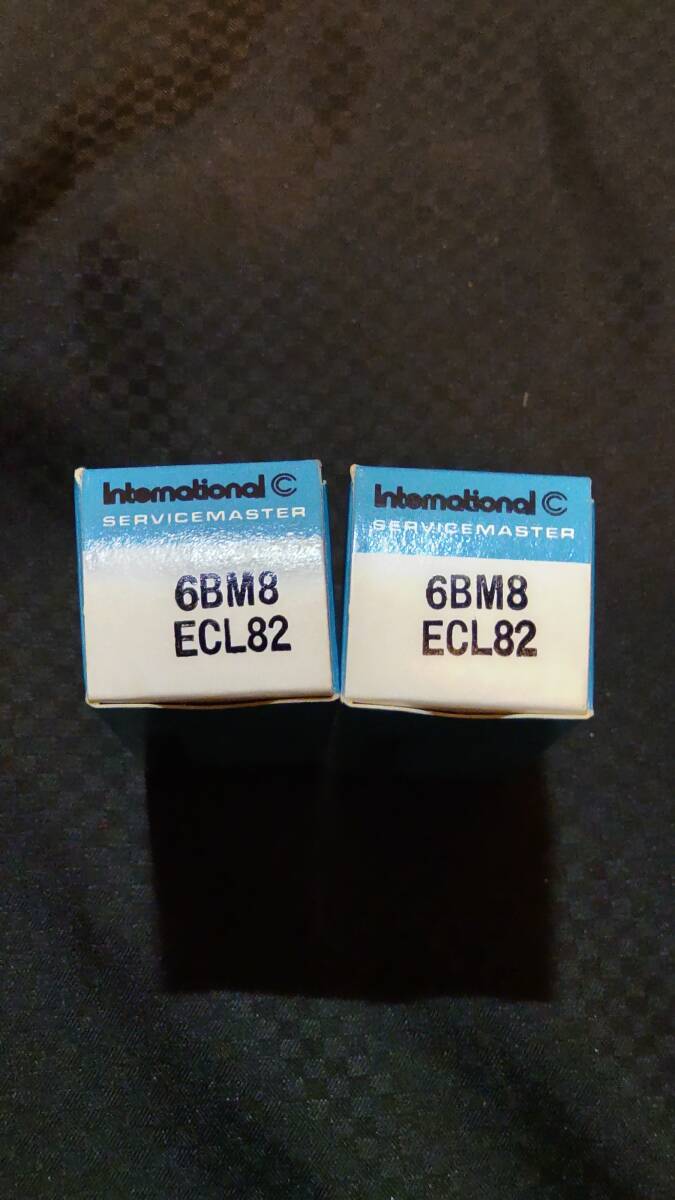 International C
SERVICEMASTER
6BM8
ECL82
International C
SERVICEMASTER
6BM8
ECL82